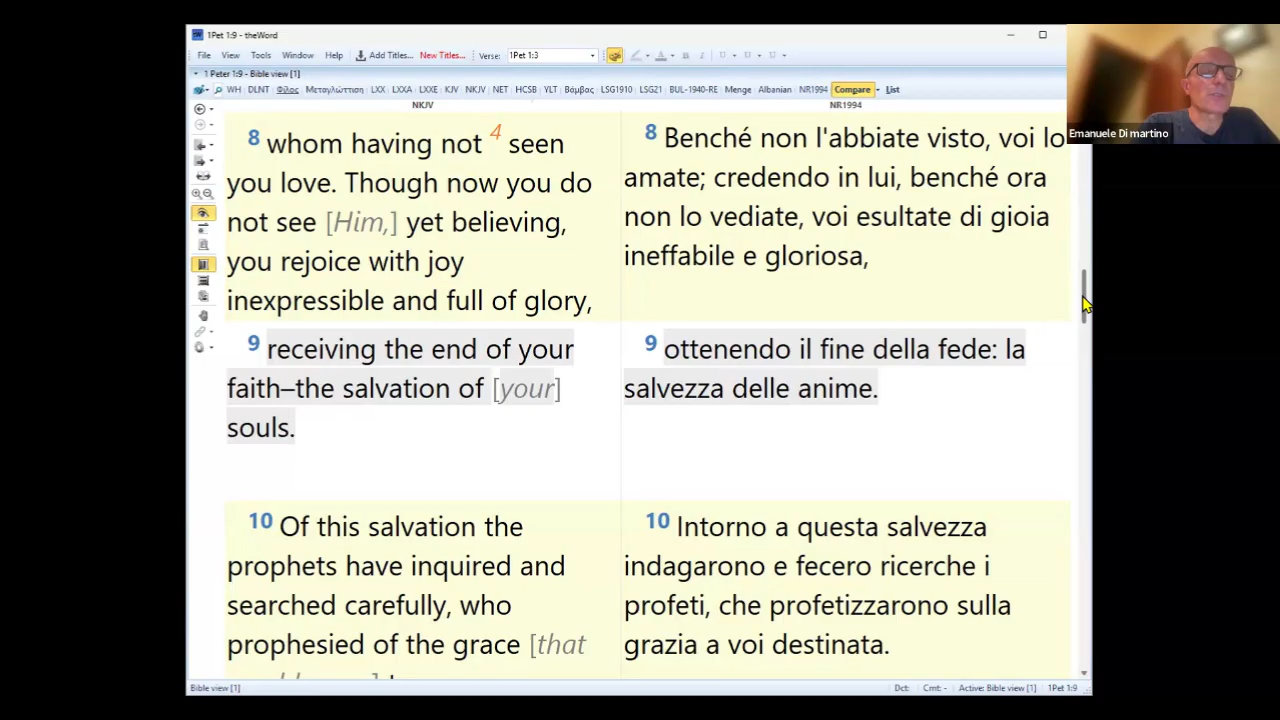 1Pet 1:9 - theWord
File View Tools Window Help Add Titles... New Titles... Verse: 1Pet 1:3
1 Peter 1:9 - Bible view [1]
WH DLNT Φίλος Μεταγλώττιση LXX LXXA LXXE KJV NKJV NET HCSB YLT Βαμβας LSG1910 LSG21 BUL-1940-RE Menge Albanian NR1994 Compare List
Emanuele Di martino
NKJV
8 whom having not 4 seen
you love. Though now you do
not see [Him,] yet believing,
you rejoice with joy
inexpressible and full of glory,
9 receiving the end of your
faith–the salvation of [your]
souls.
10 Of this salvation the
prophets have inquired and
searched carefully, who
prophesied of the grace [that
NR1994
8 Benché non l'abbiate visto, voi lo
amate; credendo in lui, benché ora
non lo vediate, voi esultate di gioia
ineffabile e gloriosa,
9 ottenendo il fine della fede: la
salvezza delle anime.
10 Intorno a questa salvezza
indagarono e fecero ricerche i
profeti, che profetizzarono sulla
grazia a voi destinata.
Bible view [1] Dct: Cmt: - Active: Bible view [1] 1Pet 1:9